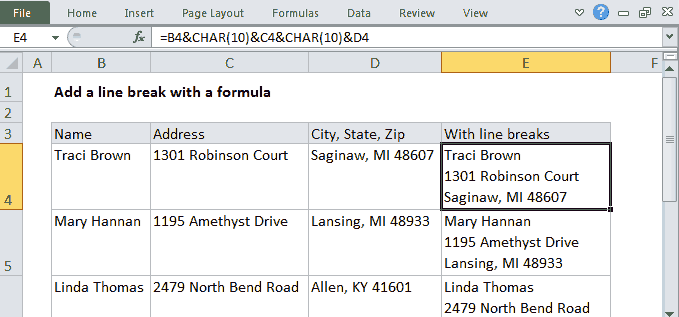 File Home Insert Page Layout Formulas Data Review View
E4 fx =B4&CHAR(10)&C4&CHAR(10)&D4
A B C D E F
1 Add a line break with a formula
2
3 Name Address City, State, Zip With line breaks
4 Traci Brown 1301 Robinson Court Saginaw, MI 48607 Traci Brown
1301 Robinson Court
Saginaw, MI 48607
5 Mary Hannan 1195 Amethyst Drive Lansing, MI 48933 Mary Hannan
1195 Amethyst Drive
Lansing, MI 48933
Linda Thomas 2479 North Bend Road Allen, KY 41601 Linda Thomas
2479 North Bend Road